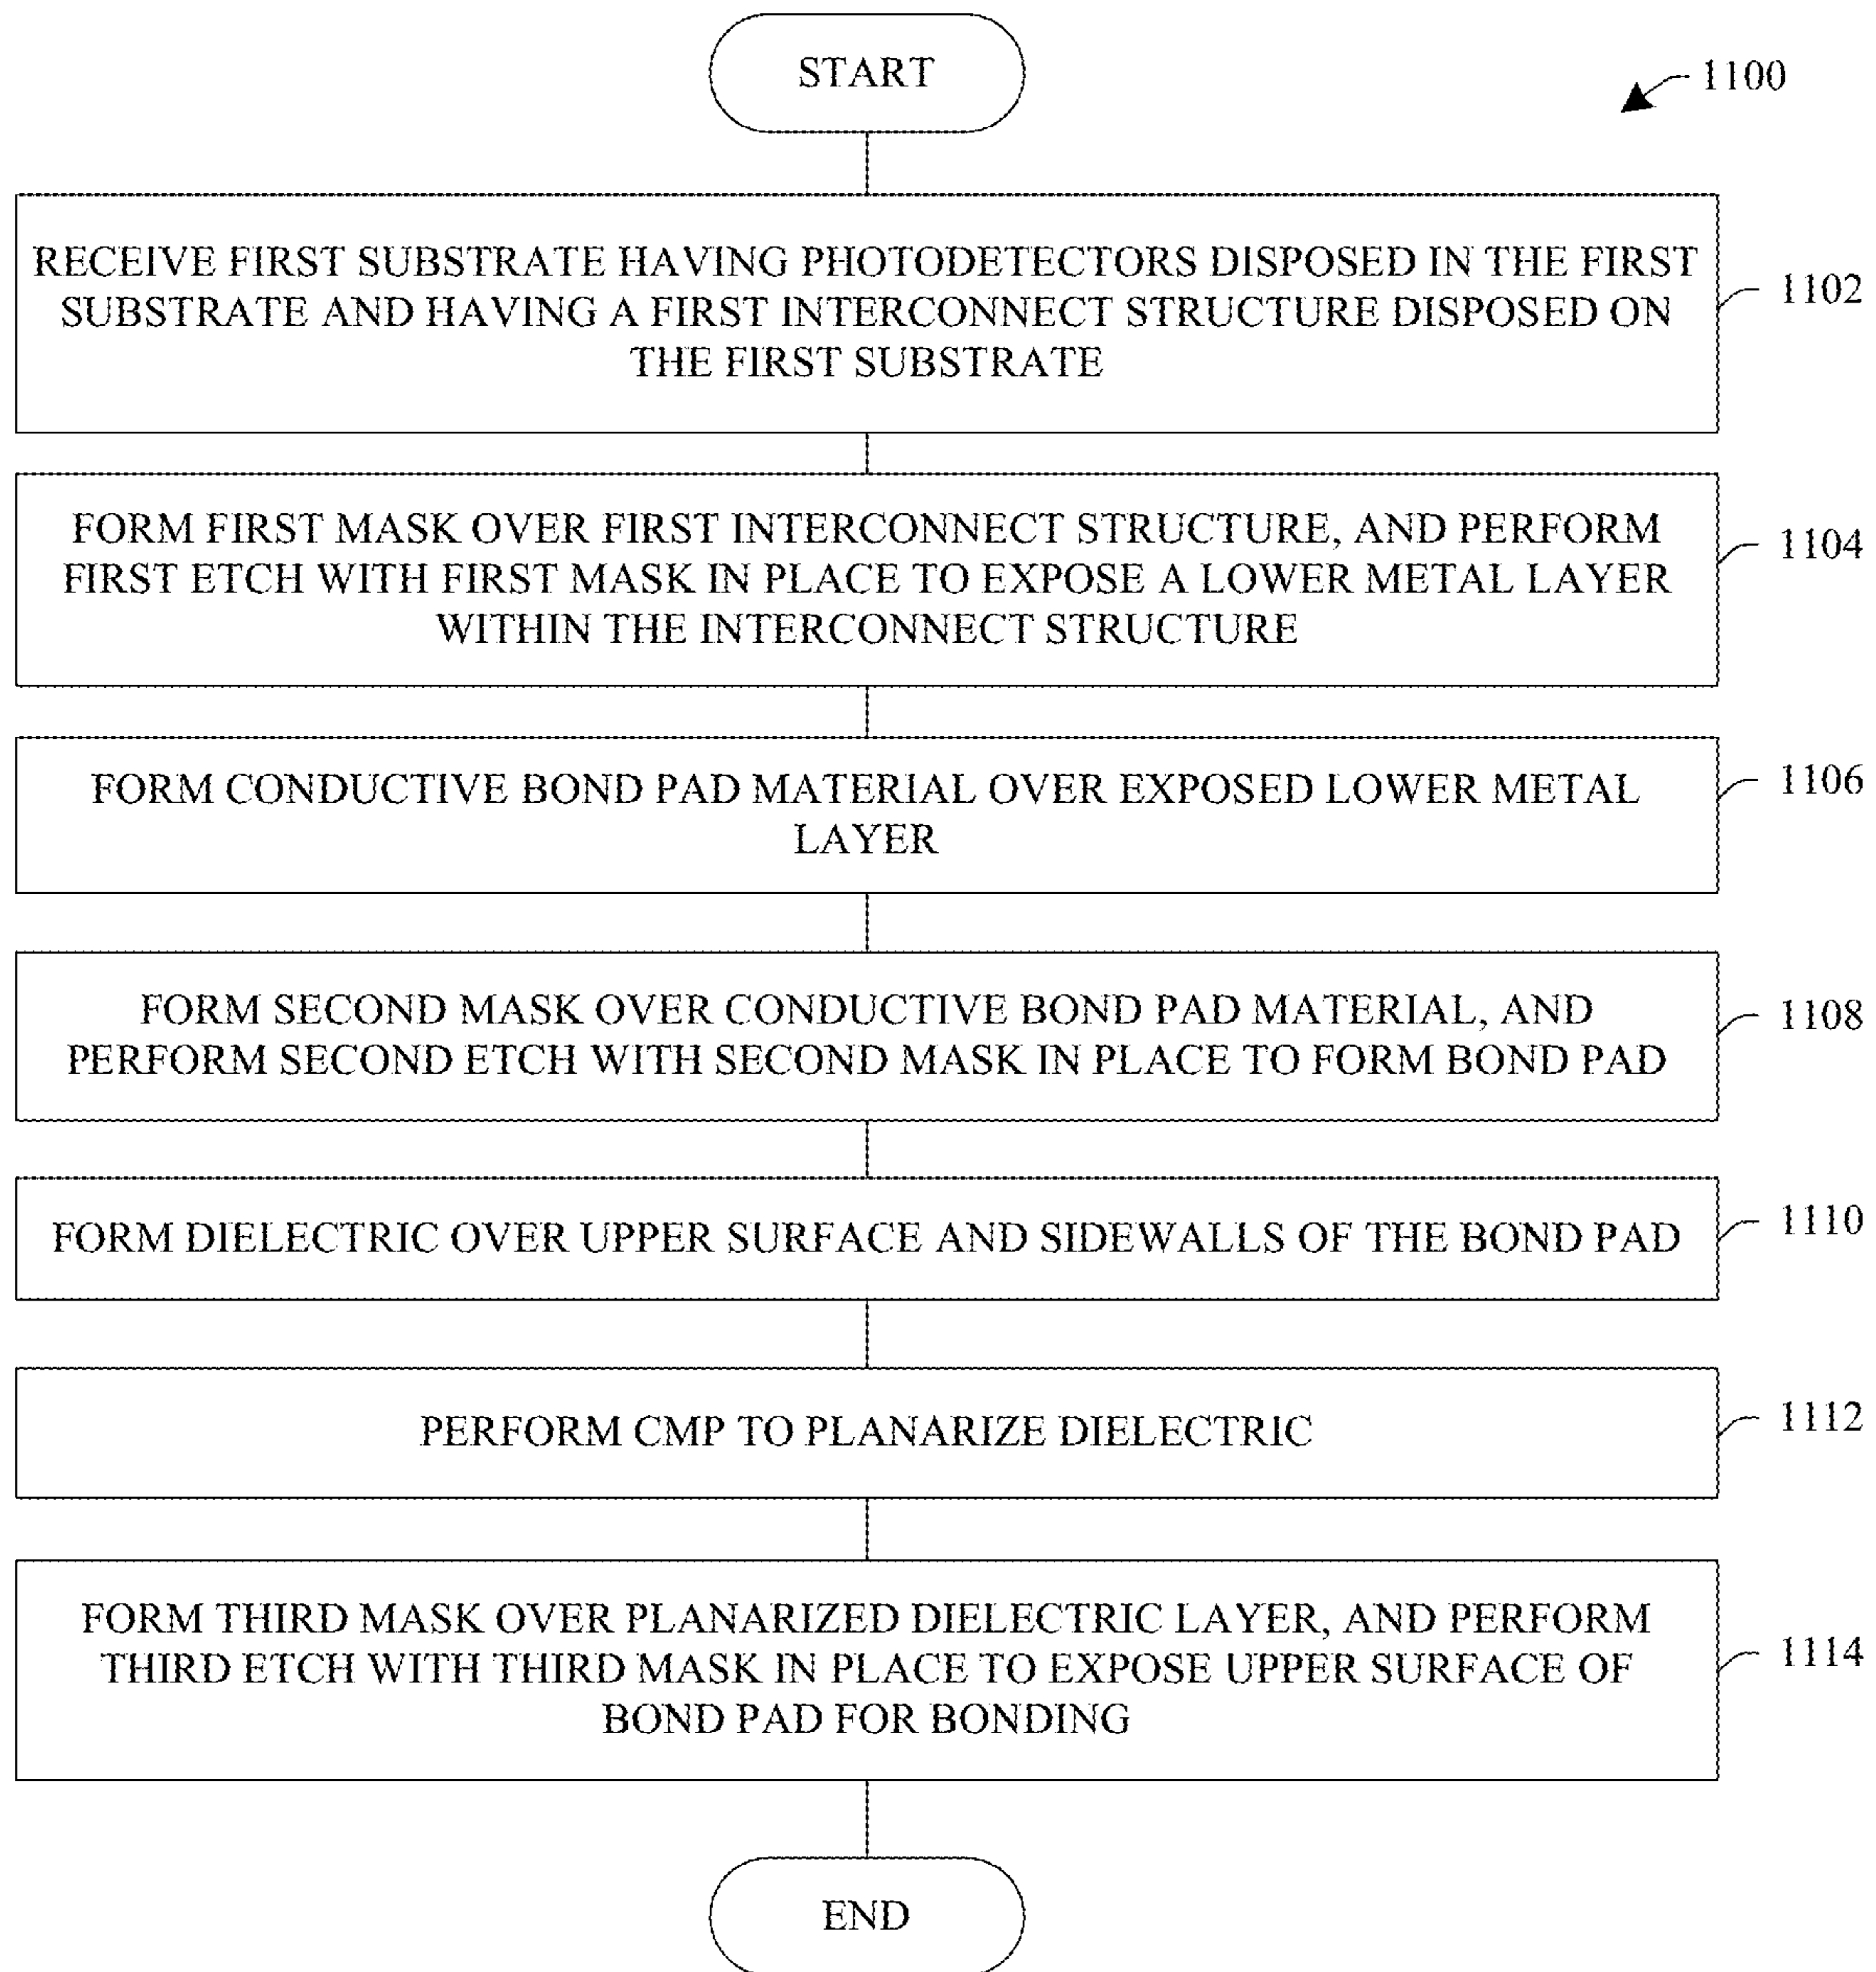 START
1100
RECEIVE FIRST SUBSTRATE HAVING PHOTODETECTORS DISPOSED IN THE FIRST
SUBSTRATE AND HAVING A FIRST INTERCONNECT STRUCTURE DISPOSED ON
THE FIRST SUBSTRATE
1102
FORM FIRST MASK OVER FIRST INTERCONNECT STRUCTURE, AND PERFORM
FIRST ETCH WITH FIRST MASK IN PLACE TO EXPOSE A LOWER METAL LAYER
WITHIN THE INTERCONNECT STRUCTURE
1104
FORM CONDUCTIVE BOND PAD MATERIAL OVER EXPOSED LOWER METAL
LAYER
1106
FORM SECOND MASK OVER CONDUCTIVE BOND PAD MATERIAL, AND
PERFORM SECOND ETCH WITH SECOND MASK IN PLACE TO FORM BOND PAD
1108
FORM DIELECTRIC OVER UPPER SURFACE AND SIDEWALLS OF THE BOND PAD
1110
PERFORM CMP TO PLANARIZE DIELECTRIC
1112
FORM THIRD MASK OVER PLANARIZED DIELECTRIC LAYER, AND PERFORM
THIRD ETCH WITH THIRD MASK IN PLACE TO EXPOSE UPPER SURFACE OF
BOND PAD FOR BONDING
1114
END